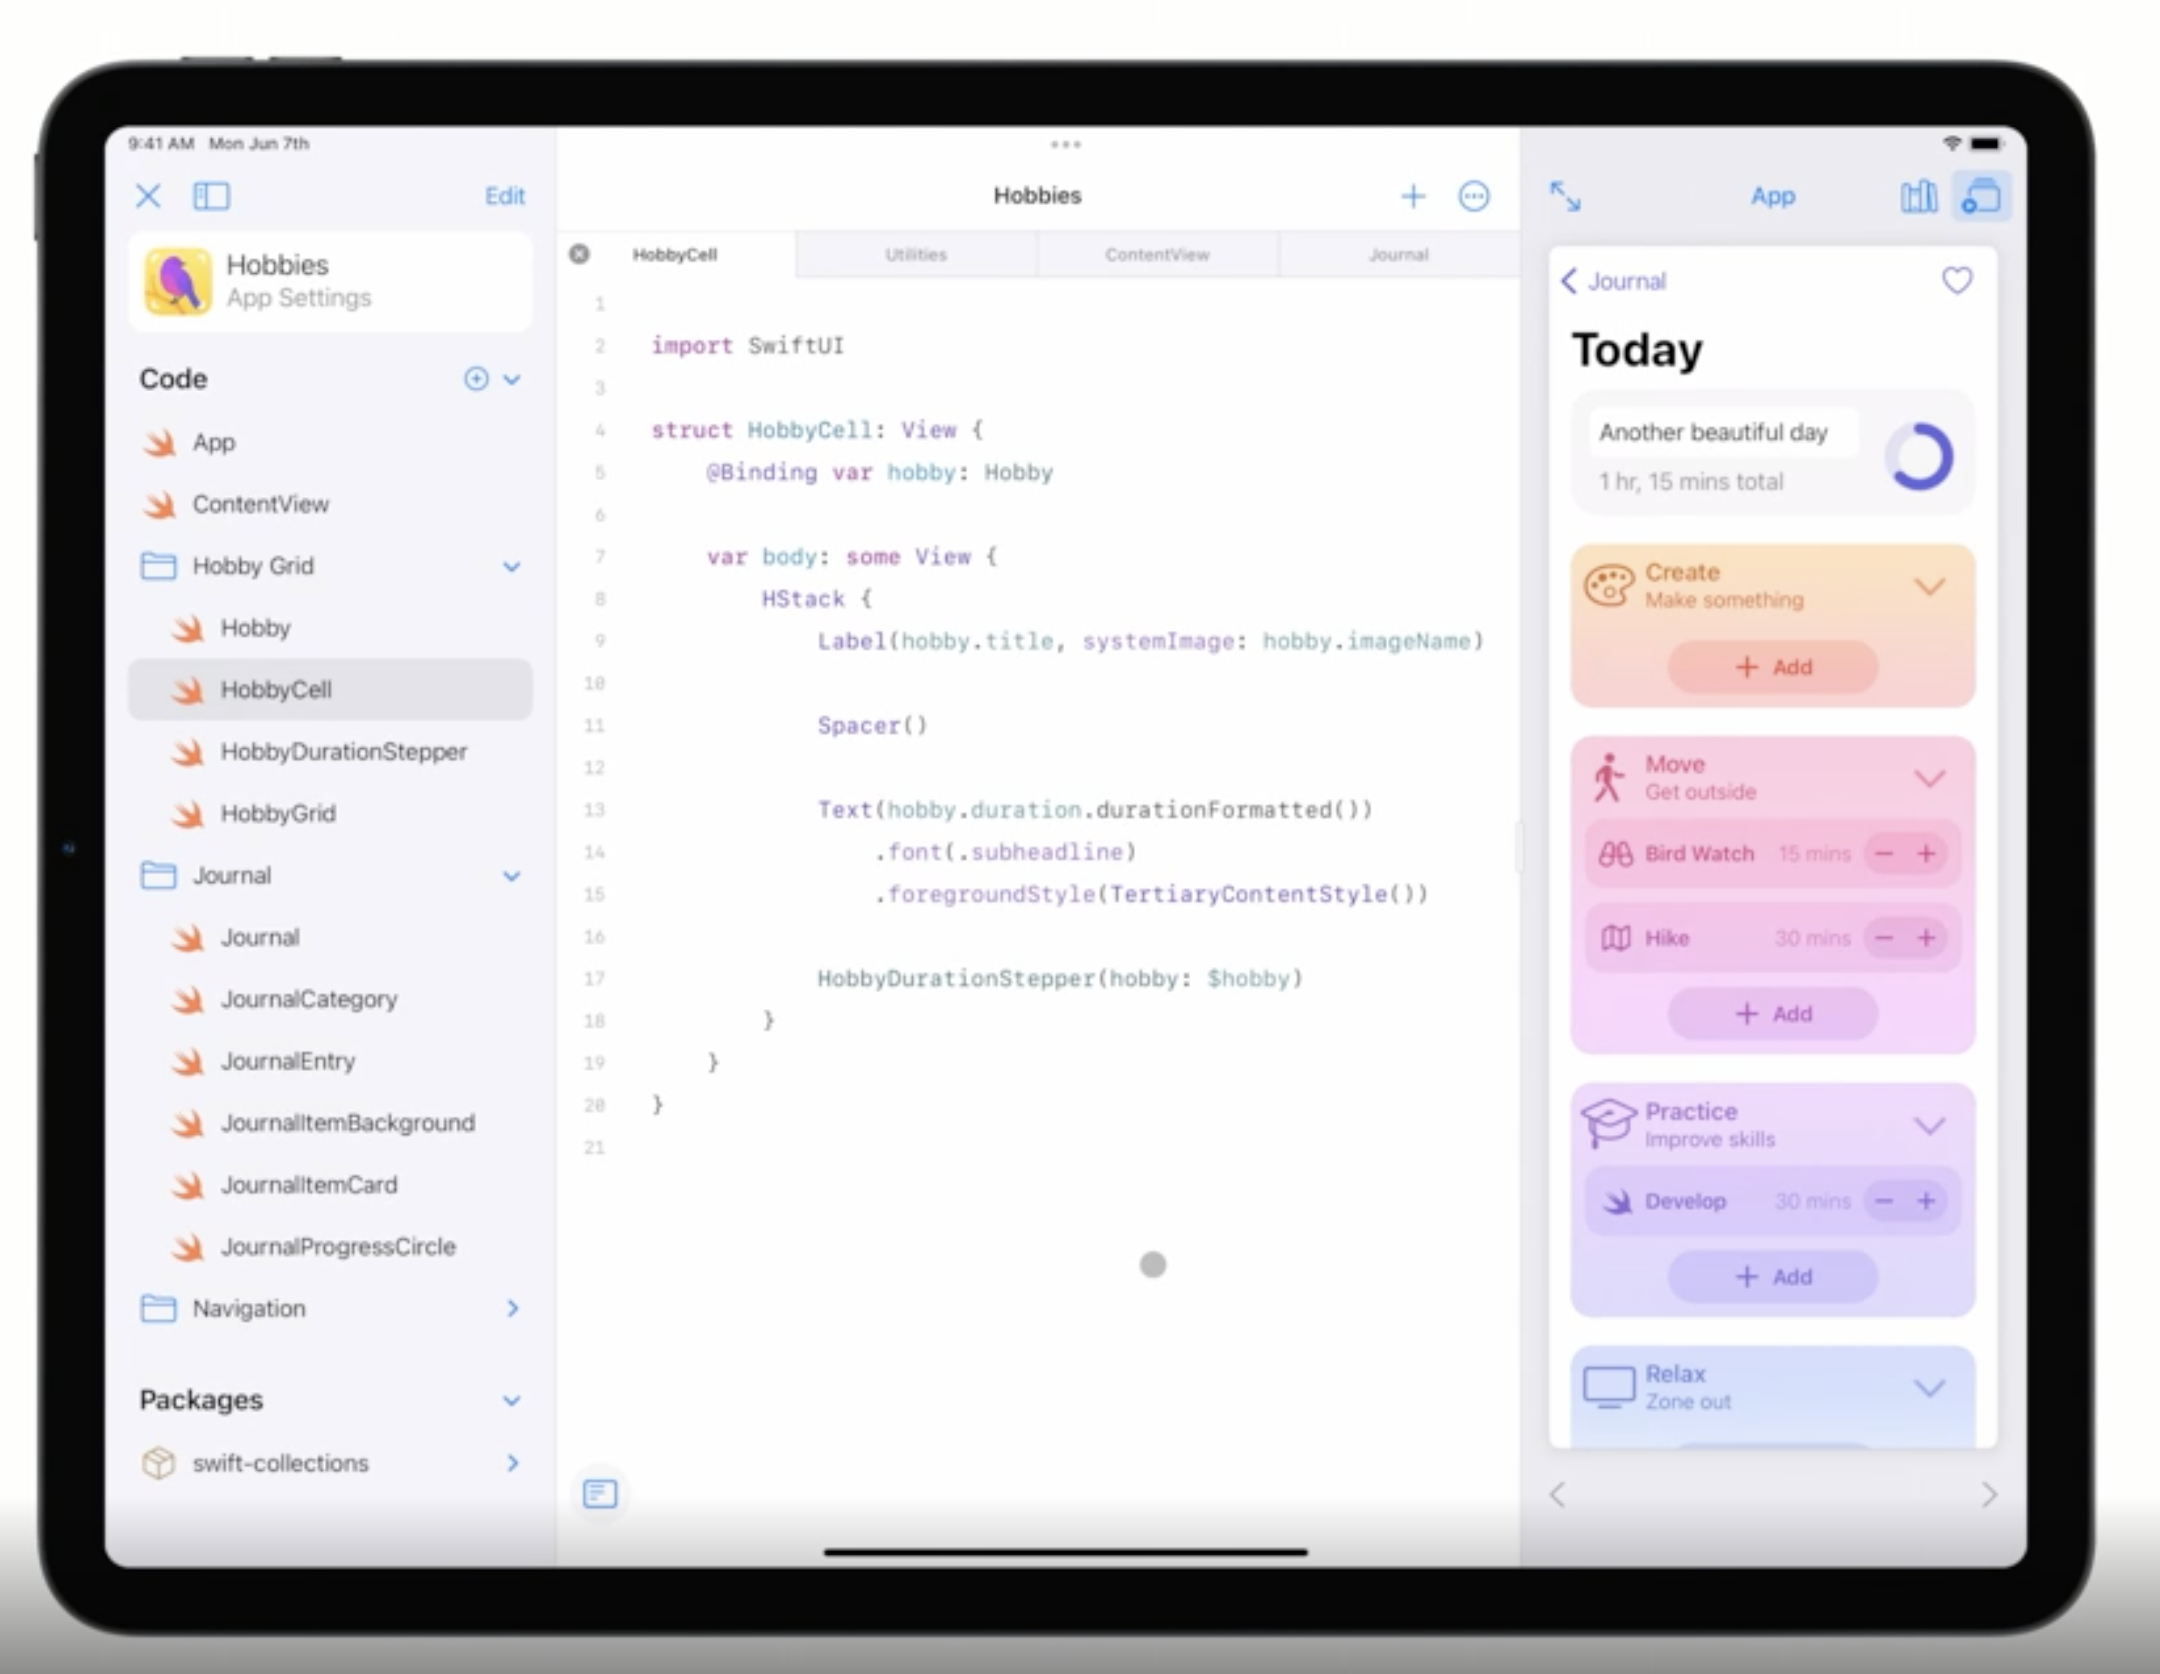 9:41 AM Mon Jun 7th
Edit
Hobbies
App Settings
Code
App
ContentView
Hobby Grid
Hobby
HobbyCell
HobbyDurationStepper
HobbyGrid
Journal
Journal
JournalCategory
JournalEntry
JournalItemBackground
JournalItemCard
JournalProgressCircle
Navigation
Packages
swift-collections
Hobbies
HobbyCell Utilities ContentView Journal
1
2 import SwiftUI
3
4 struct HobbyCell: View {
5 @Binding var hobby: Hobby
6
7 var body: some View {
8 HStack {
9 Label(hobby.title, systemImage: hobby.imageName)
10
11 Spacer()
12
13 Text(hobby.duration.durationFormatted())
14 .font(.subheadline)
15 .foregroundStyle(TertiaryContentStyle())
16
17 HobbyDurationStepper(hobby: $hobby)
18 }
19 }
20 }
21
App
Journal
Today
Another beautiful day
1 hr, 15 mins total
Create
Make something
+ Add
Move
Get outside
Bird Watch 15 mins − +
Hike 30 mins − +
+ Add
Practice
Improve skills
Develop 30 mins − +
+ Add
Relax
Zone out